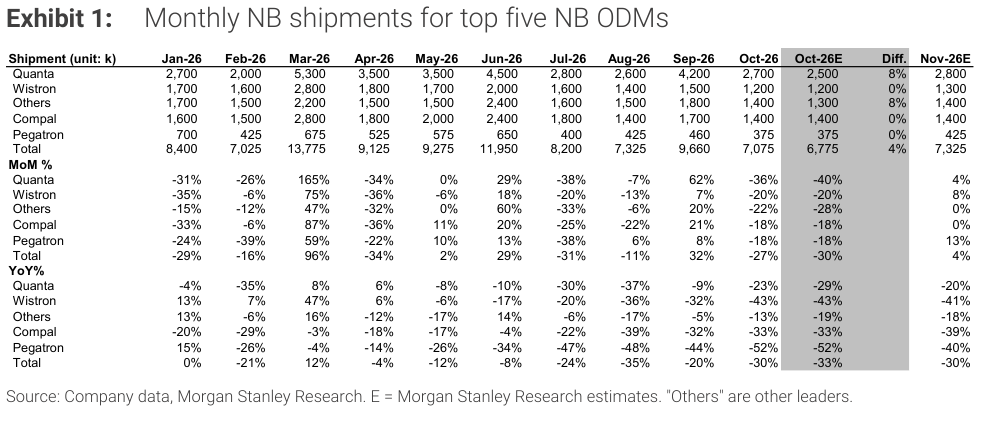 Exhibit 1: Monthly NB shipments for top five NB ODMs
Shipment (unit: k) Jan-26 Feb-26 Mar-26 Apr-26 May-26 Jun-26 Jul-26 Aug-26 Sep-26 Oct-26 Oct-26E Diff. Nov-26E
Quanta 2,700 2,000 5,300 3,500 3,500 4,500 2,800 2,600 4,200 2,700 2,500 8% 2,800
Wistron 1,700 1,600 2,800 1,800 1,700 2,000 1,600 1,400 1,500 1,200 1,200 0% 1,300
Others 1,700 1,500 2,200 1,500 1,500 2,400 1,600 1,500 1,800 1,400 1,300 8% 1,400
Compal 1,600 1,500 2,800 1,800 2,000 2,400 1,800 1,400 1,700 1,400 1,400 0% 1,400
Pegatron 700 425 675 525 575 650 400 425 460 375 375 0% 425
Total 8,400 7,025 13,775 9,125 9,275 11,950 8,200 7,325 9,660 7,075 6,775 4% 7,325
MoM %
Quanta -31% -26% 165% -34% 0% 29% -38% -7% 62% -36% -40% 4%
Wistron -35% -6% 75% -36% -6% 18% -20% -13% 7% -20% -20% 8%
Others -15% -12% 47% -32% 0% 60% -33% -6% 20% -22% -28% 0%
Compal -33% -6% 87% -36% 11% 20% -25% -22% 21% -18% -18% 0%
Pegatron -24% -39% 59% -22% 10% 13% -38% 6% 8% -18% -18% 13%
Total -29% -16% 96% -34% 2% 29% -31% -11% 32% -27% -30% 4%
YoY%
Quanta -4% -35% 8% 6% -8% -10% -30% -37% -9% -23% -29% -20%
Wistron 13% 7% 47% 6% -6% -17% -20% -36% -32% -43% -43% -41%
Others 13% -6% 16% -12% -17% 14% -6% -17% -5% -13% -19% -18%
Compal -20% -29% -3% -18% -17% -4% -22% -39% -32% -33% -33% -39%
Pegatron 15% -26% -4% -14% -26% -34% -47% -48% -44% -52% -52% -40%
Total 0% -21% 12% -4% -12% -8% -24% -35% -20% -30% -33% -30%
Source: Company data, Morgan Stanley Research. E = Morgan Stanley Research estimates. "Others" are other leaders.